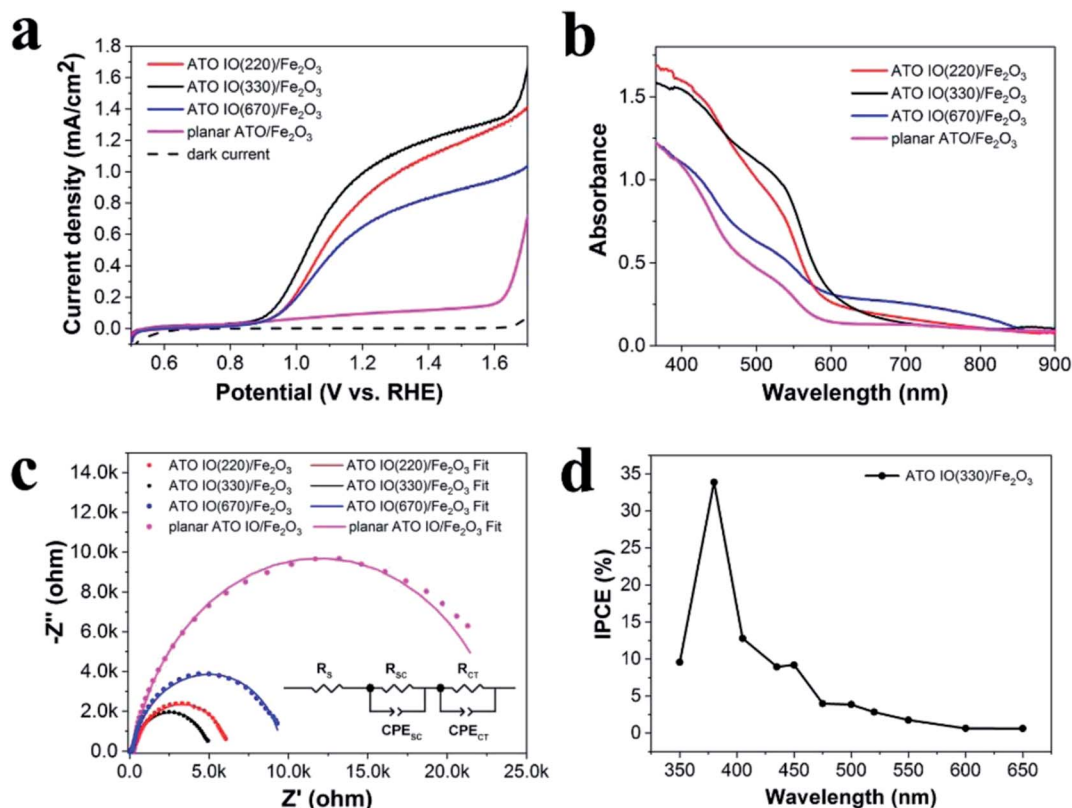 a
ATO IO(220)/Fe₂O₃
ATO IO(330)/Fe₂O₃
ATO IO(670)/Fe₂O₃
planar ATO/Fe₂O₃
dark current
Current density (mA/cm²)
1.6
1.4
1.2
1.0
0.8
0.6
0.4
0.2
0.0
0.6 0.8 1.0 1.2 1.4 1.6
Potential (V vs. RHE)
b
ATO IO(220)/Fe₂O₃
ATO IO(330)/Fe₂O₃
ATO IO(670)/Fe₂O₃
planar ATO/Fe₂O₃
Absorbance
1.5
1.0
0.5
0.0
400 500 600 700 800 900
Wavelength (nm)
c
ATO IO(220)/Fe₂O₃ ATO IO(220)/Fe₂O₃ Fit
ATO IO(330)/Fe₂O₃ ATO IO(330)/Fe₂O₃ Fit
ATO IO(670)/Fe₂O₃ ATO IO(670)/Fe₂O₃ Fit
planar ATO IO/Fe₂O₃ planar ATO IO/Fe₂O₃ Fit
-Z'' (ohm)
14.0k
12.0k
10.0k
8.0k
6.0k
4.0k
2.0k
0.0
R_S R_SC R_CT
CPE_SC CPE_CT
0.0 5.0k 10.0k 15.0k 20.0k 25.0k
Z' (ohm)
d
ATO IO(330)/Fe₂O₃
IPCE (%)
35
30
25
20
15
10
5
0
350 400 450 500 550 600 650
Wavelength (nm)